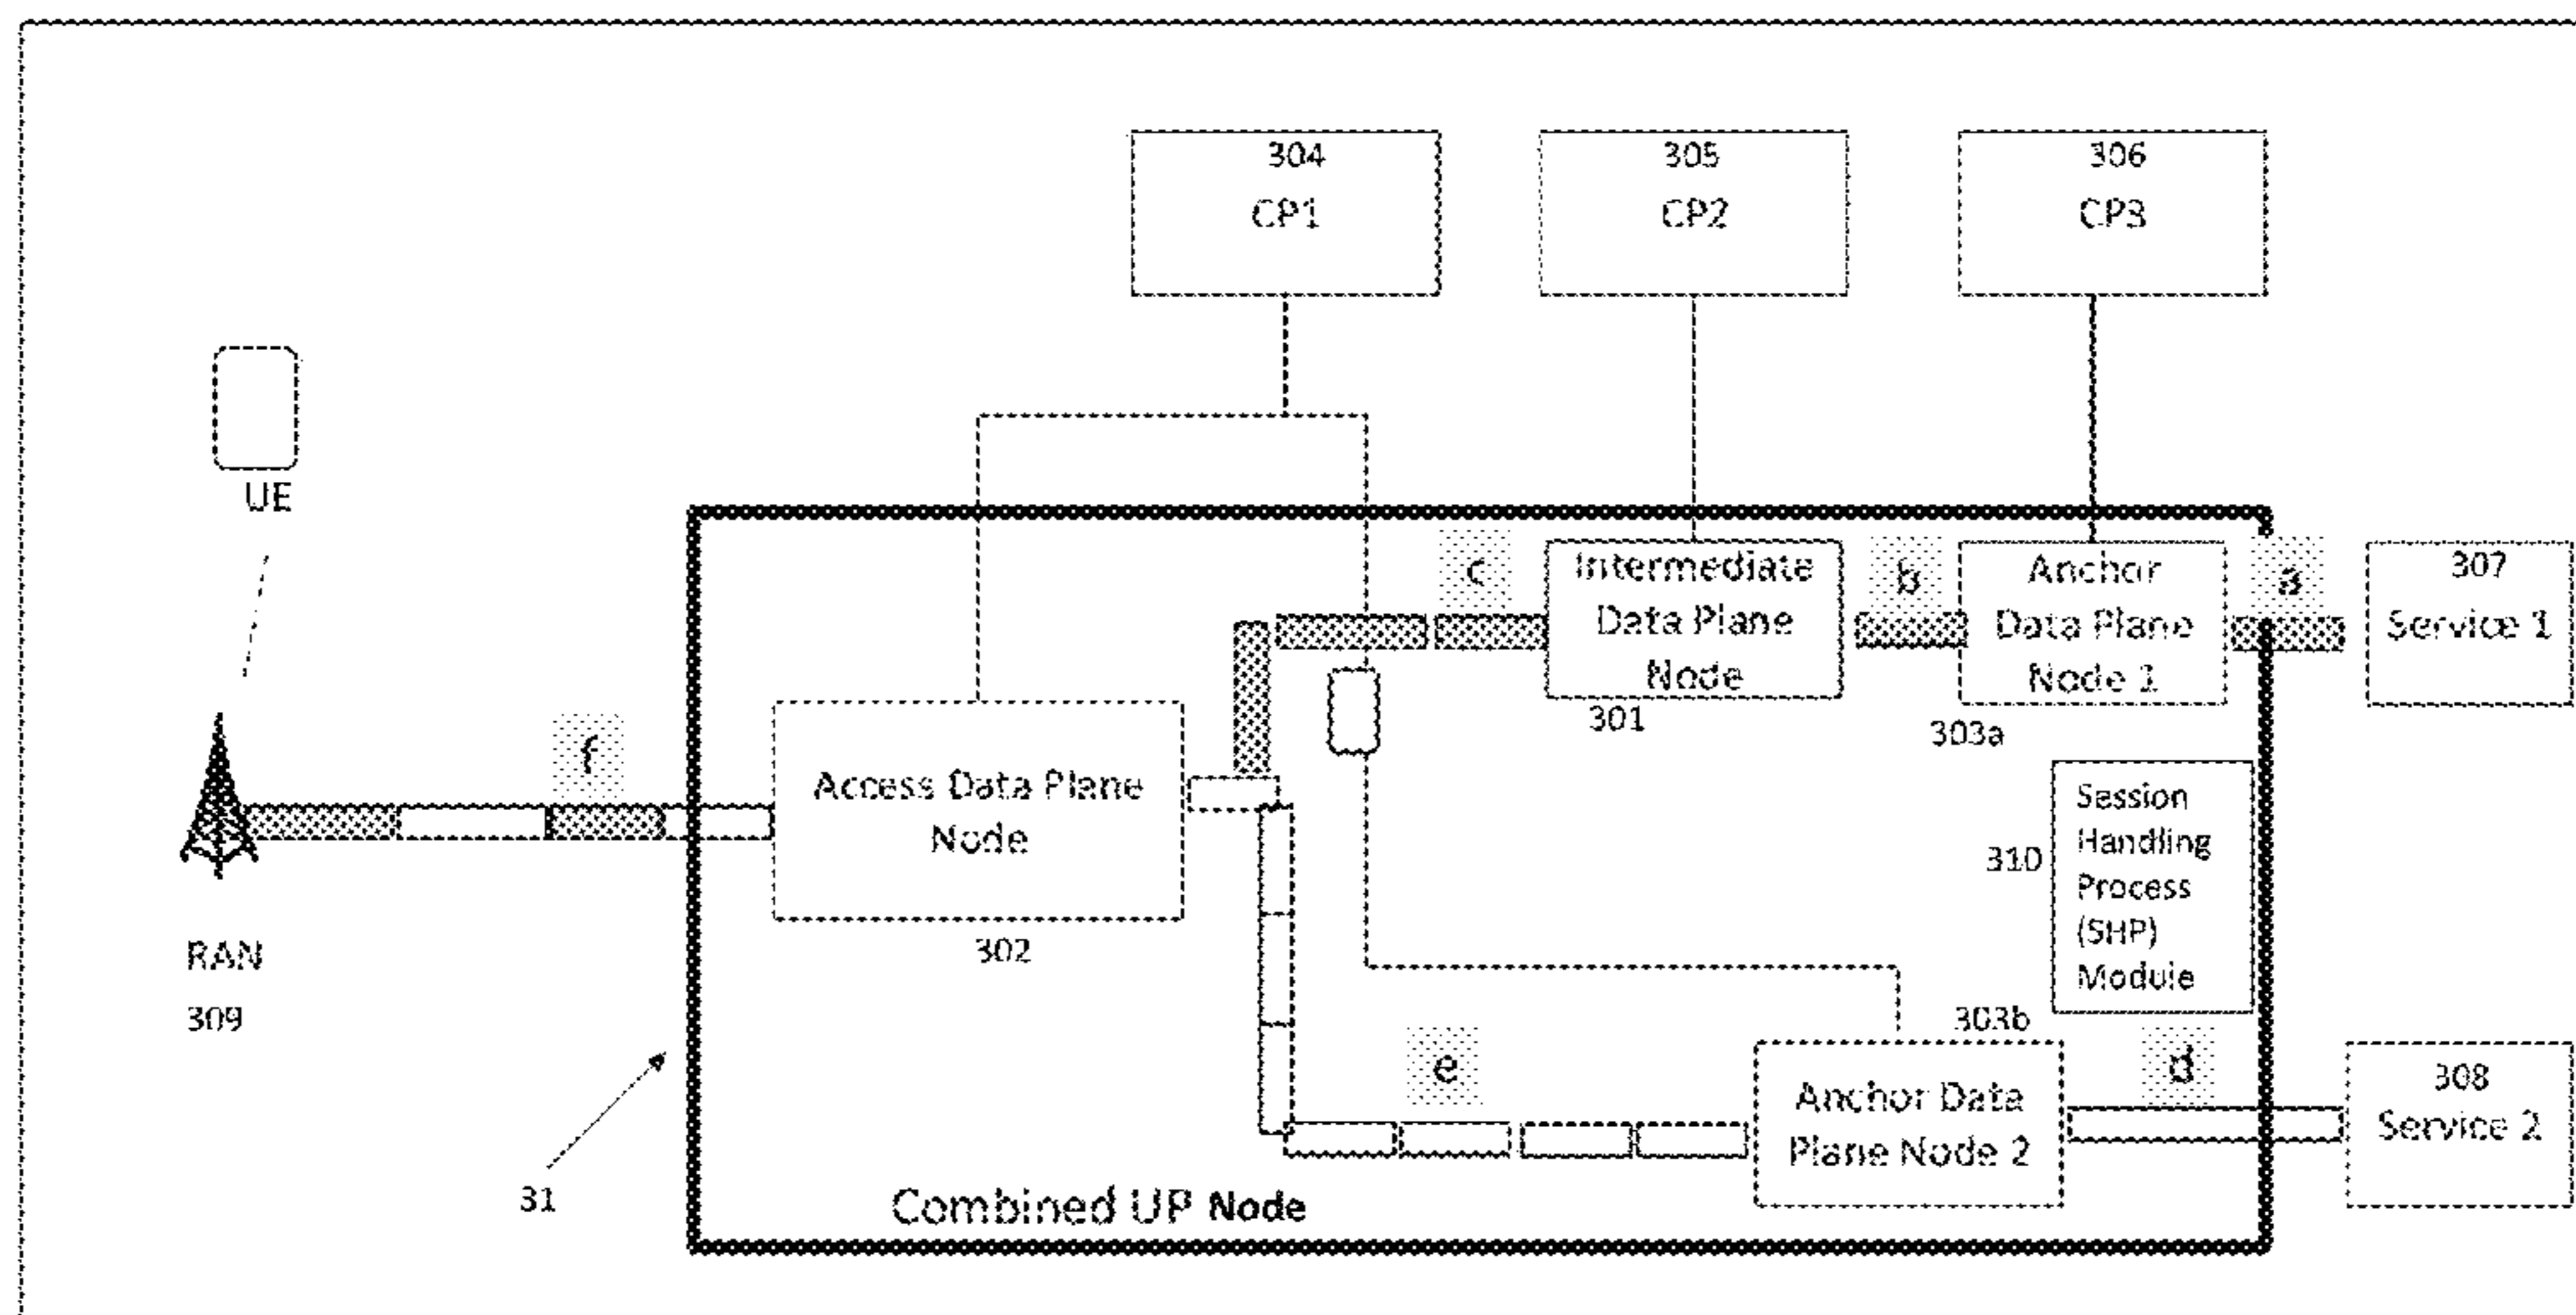 304
CP1
305
CP2
306
CP3
UE
c
Intermediate
Data Plane
Node
301
b
Anchor
Data Plane
Node 1
303a
a
307
Service 1
f
Access Data Plane
Node
302
RAN
309
310
Session
Handling
Process
(SHP)
Module
31
e
303b
Anchor Data
Plane Node 2
d
308
Service 2
Combined UP Node